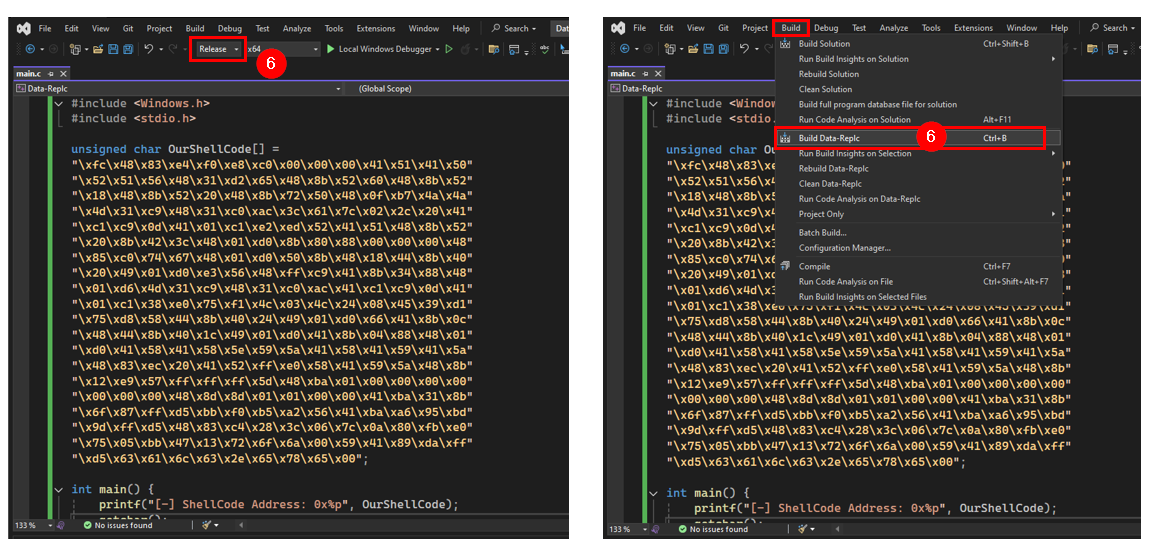 File Edit View Git Project Build Debug Test Analyze Tools Extensions Window Help Search Dat
Release x64 Local Windows Debugger
6
main.c
Data-Replc (Global Scope)
#include <Windows.h>
#include <stdio.h>
unsigned char OurShellCode[] =
"\xfc\x48\x83\xe4\xf0\xe8\xc0\x00\x00\x00\x41\x51\x41\x50"
"\x52\x51\x56\x48\x31\xd2\x65\x48\x8b\x52\x60\x48\x8b\x52"
"\x18\x48\x8b\x52\x20\x48\x8b\x72\x50\x48\x0f\xb7\x4a\x4a"
"\x4d\x31\xc9\x48\x31\xc0\xac\x3c\x61\x7c\x02\x2c\x20\x41"
"\xc1\xc9\x0d\x41\x01\xc1\xe2\xed\x52\x41\x51\x48\x8b\x52"
"\x20\x8b\x42\x3c\x48\x01\xd0\x8b\x80\x88\x00\x00\x00\x48"
"\x85\xc0\x74\x67\x48\x01\xd0\x50\x8b\x48\x18\x44\x8b\x40"
"\x20\x49\x01\xd0\xe3\x56\x48\xff\xc9\x41\x8b\x34\x88\x48"
"\x01\xd6\x4d\x31\xc9\x48\x31\xc0\xac\x41\xc1\xc9\x0d\x41"
"\x01\xc1\x38\xe0\x75\xf1\x4c\x03\x4c\x24\x08\x45\x39\xd1"
"\x75\xd8\x58\x44\x8b\x40\x24\x49\x01\xd0\x66\x41\x8b\x0c"
"\x48\x44\x8b\x40\x1c\x49\x01\xd0\x41\x8b\x04\x88\x48\x01"
"\xd0\x41\x58\x41\x58\x5e\x59\x5a\x41\x58\x41\x59\x41\x5a"
"\x48\x83\xec\x20\x41\x52\xff\xe0\x58\x41\x59\x5a\x48\x8b"
"\x12\xe9\x57\xff\xff\xff\x5d\x48\xba\x01\x00\x00\x00\x00"
"\x00\x00\x00\x48\x8d\x8d\x01\x01\x00\x00\x41\xba\x31\x8b"
"\x6f\x87\xff\xd5\xbb\xf0\xb5\xa2\x56\x41\xba\xa6\x95\xbd"
"\x9d\xff\xd5\x48\x83\xc4\x28\x3c\x06\x7c\x0a\x80\xfb\xe0"
"\x75\x05\xbb\x47\x13\x72\x6f\x6a\x00\x59\x41\x89\xda\xff"
"\xd5\x63\x61\x6c\x63\x2e\x65\x78\x65\x00";
int main() {
printf("[-] ShellCode Address: 0x%p", OurShellCode);
133 % No issues found
File Edit View Git Project Build Debug Test Analyze Tools Extensions Window Help Search
Build Solution Ctrl+Shift+B
Run Build Insights on Solution
Rebuild Solution
Clean Solution
Build full program database file for solution
Run Code Analysis on Solution Alt+F11
Build Data-Replc 6 Ctrl+B
Run Build Insights on Selection
Rebuild Data-Replc
Clean Data-Replc
Run Code Analysis on Data-Replc
Project Only
Batch Build...
Configuration Manager...
Compile Ctrl+F7
Run Code Analysis on File Ctrl+Shift+Alt+F7
Run Build Insights on Selected Files
main.c
Data-Replc
#include <Windo
#include <stdio.
unsigned char Ou
"\xfc\x48\x83\xe
"\x52\x51\x56\x4
"\x18\x48\x8b\x5
"\x4d\x31\xc9\x4
"\xc1\xc9\x0d\x4
"\x20\x8b\x42\x3
"\x85\xc0\x74\x6
"\x20\x49\x01\xd
"\x01\xd6\x4d\x3
"\x01\xc1\x38\xe0\x75\xf1\x4c\x03\x4c\x24\x08\x45\x39\xd1"
"\x75\xd8\x58\x44\x8b\x40\x24\x49\x01\xd0\x66\x41\x8b\x0c"
"\x48\x44\x8b\x40\x1c\x49\x01\xd0\x41\x8b\x04\x88\x48\x01"
"\xd0\x41\x58\x41\x58\x5e\x59\x5a\x41\x58\x41\x59\x41\x5a"
"\x48\x83\xec\x20\x41\x52\xff\xe0\x58\x41\x59\x5a\x48\x8b"
"\x12\xe9\x57\xff\xff\xff\x5d\x48\xba\x01\x00\x00\x00\x00"
"\x00\x00\x00\x48\x8d\x8d\x01\x01\x00\x00\x41\xba\x31\x8b"
"\x6f\x87\xff\xd5\xbb\xf0\xb5\xa2\x56\x41\xba\xa6\x95\xbd"
"\x9d\xff\xd5\x48\x83\xc4\x28\x3c\x06\x7c\x0a\x80\xfb\xe0"
"\x75\x05\xbb\x47\x13\x72\x6f\x6a\x00\x59\x41\x89\xda\xff"
"\xd5\x63\x61\x6c\x63\x2e\x65\x78\x65\x00";
int main() {
printf("[-] ShellCode Address: 0x%p", OurShellCode);
133 % No issues found